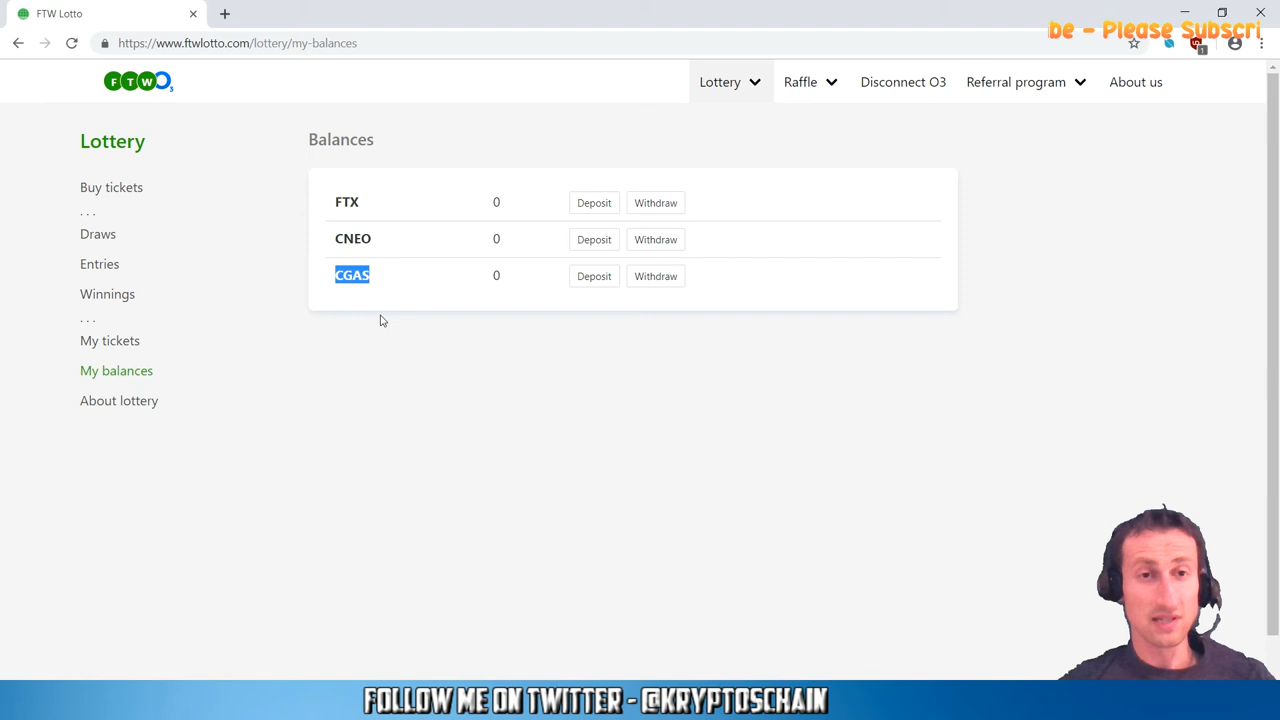 FTW Lotto
be - Please Subscri
https://www.ftwlotto.com/lottery/my-balances
1
FTWO3
Lottery
Raffle
Disconnect O3
Referral program
About us
Lottery
Buy tickets
...
Draws
Entries
Winnings
...
My tickets
My balances
About lottery
Balances
FTX 0 Deposit Withdraw
CNEO 0 Deposit Withdraw
CGAS 0 Deposit Withdraw
FOLLOW ME ON TWITTER - @KRYPTOSCHAIN